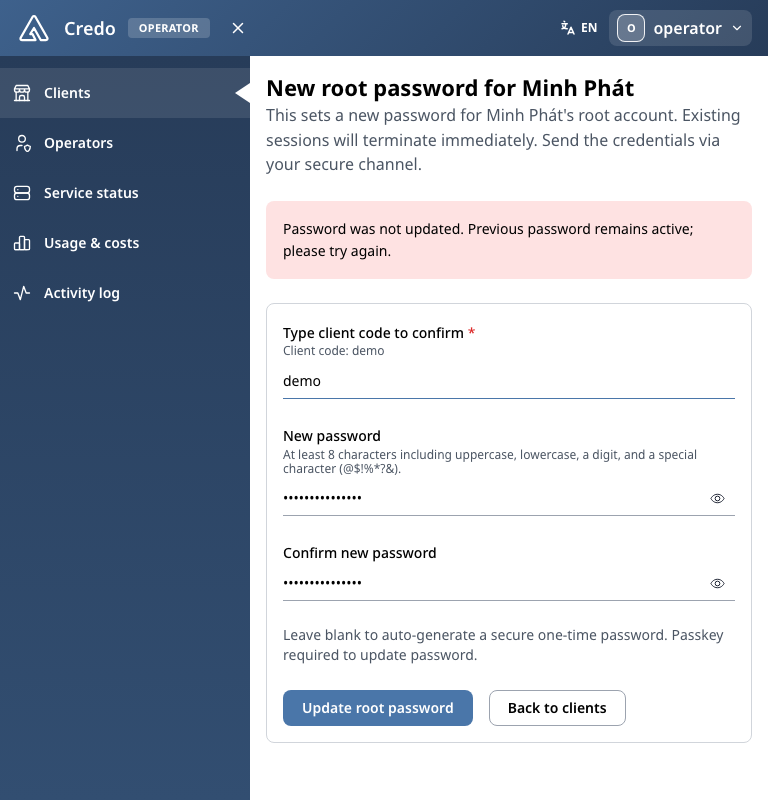 Credo
OPERATOR
EN
O
operator
Clients
Operators
Service status
Usage & costs
Activity log
New root password for Minh Phát
This sets a new password for Minh Phát's root account. Existing
sessions will terminate immediately. Send the credentials via
your secure channel.
Password was not updated. Previous password remains active;
please try again.
Type client code to confirm *
Client code: demo
demo
New password
At least 8 characters including uppercase, lowercase, a digit, and a special
character (@$!%*?&).
•••••••••••••••
Confirm new password
•••••••••••••••
Leave blank to auto-generate a secure one-time password. Passkey
required to update password.
Update root password
Back to clients